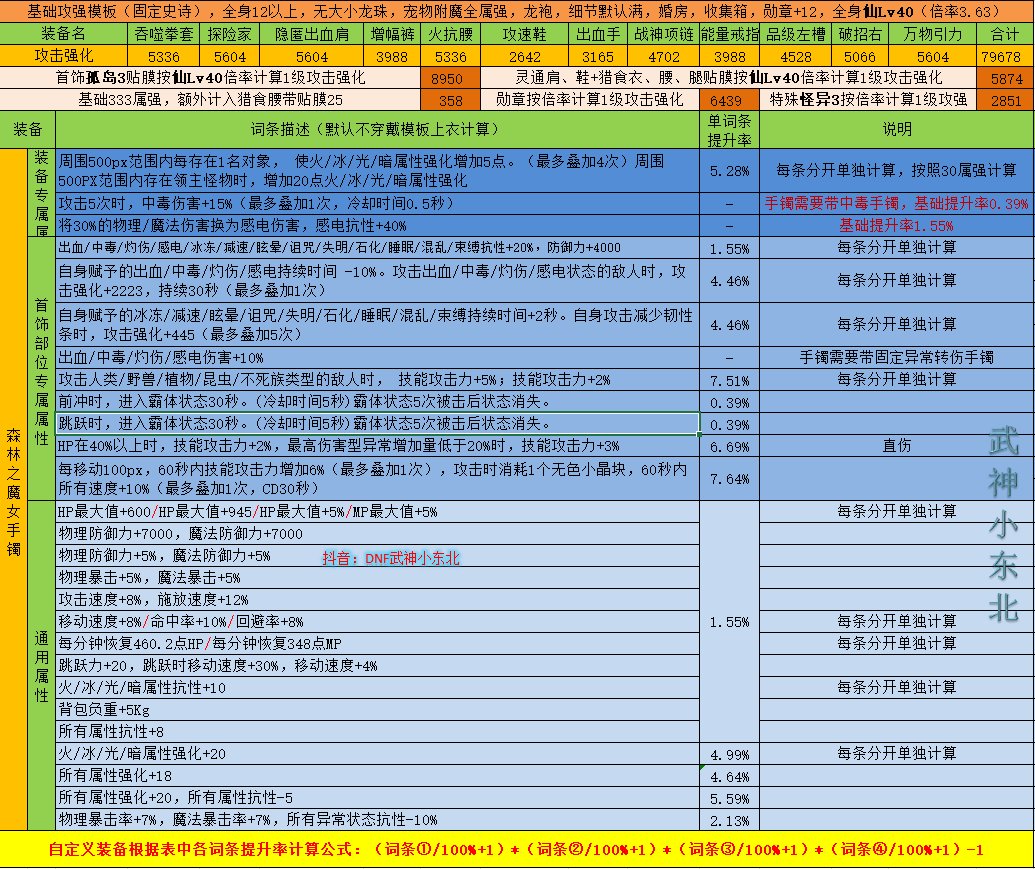 基础攻强模板（固定史诗），全身12以上，无大小龙珠，宠物附魔全属强，龙袍，细节默认满，婚房，收集箱，勋章+12，全身仙Lv40（倍率3.63）
装备名 吞噬拳套 探险家 隐匿出血肩 增幅裤 火抗腰 攻速鞋 出血手 战神项链 能量戒指 品级左槽 破招右 万物引力 合计
攻击强化 5336 5604 5604 3988 5336 2642 3165 4702 3988 4528 5066 5604 79678
首饰孤岛3贴膜按仙Lv40倍率计算1级攻击强化 8950 灵通肩、鞋+猎食衣、腰、腿贴膜按仙Lv40倍率计算1级攻击强化 5874
基础333属强，额外计入猎食腰带贴膜25 358 勋章按倍率计算1级攻击强化 6439 特殊怪异3按倍率计算1级攻强 2851
装备 词条描述（默认不穿戴模板上衣计算） 单词条提升率 说明
森林之魔女手镯
装备专属属
周围500px范围内每存在1名对象， 使火/冰/光/暗属性强化增加5点。（最多叠加4次）周围
500PX范围内存在领主怪物时，增加20点火/冰/光/暗属性强化 5.28% 每条分开单独计算，按照30属强计算
攻击5次时，中毒伤害+15%（最多叠加1次，冷却时间0.5秒） – 手镯需要带中毒手镯，基础提升率0.39%
将30%的物理/魔法伤害换为感电伤害，感电抗性+40% – 基础提升率1.55%
首饰部位专属属性
出血/中毒/灼伤/感电/冰冻/减速/眩晕/诅咒/失明/石化/睡眠/混乱/束缚抗性+20%，防御力+4000 1.55% 每条分开单独计算
自身赋予的出血/中毒/灼伤/感电持续时间 -10%。攻击出血/中毒/灼伤/感电状态的敌人时，攻
击强化+2223，持续30秒（最多叠加1次） 4.46% 每条分开单独计算
自身赋予的冰冻/减速/眩晕/诅咒/失明/石化/睡眠/混乱/束缚持续时间+2秒。自身攻击减少韧性
条时，攻击强化+445（最多叠加5次） 4.46% 每条分开单独计算
出血/中毒/灼伤/感电伤害+10% – 手镯需要带固定异常转伤手镯
攻击人类/野兽/植物/昆虫/不死族类型的敌人时， 技能攻击力+5%；技能攻击力+2% 7.51% 每条分开单独计算
前冲时，进入霸体状态30秒。（冷却时间5秒）霸体状态5次被击后状态消失。 0.39%
跳跃时，进入霸体状态30秒。（冷却时间5秒）霸体状态5次被击后状态消失。 0.39%
HP在40%以上时，技能攻击力+2%，最高伤害型异常增加量低于20%时，技能攻击力+3% 6.69% 直伤
每移动100px，60秒内技能攻击力增加6%（最多叠加1次），攻击时消耗1个无色小晶块，60秒内
所有速度+10%（最多叠加1次，CD30秒） 7.64%
通用属性
HP最大值+600/HP最大值+945/HP最大值+5%/MP最大值+5% 每条分开单独计算
物理防御力+7000，魔法防御力+7000
物理防御力+5%，魔法防御力+5% 抖音：DNF武神小东北
物理暴击+5%，魔法暴击+5%
攻击速度+8%，施放速度+12%
移动速度+8%/命中率+10%/回避率+8% 1.55% 每条分开单独计算
每分钟恢复460.2点HP/每分钟恢复348点MP 每条分开单独计算
跳跃力+20，跳跃时移动速度+30%，移动速度+4%
火/冰/光/暗属性抗性+10 每条分开单独计算
背包负重+5Kg
所有属性抗性+8
火/冰/光/暗属性强化+20 4.99% 每条分开单独计算
所有属性强化+18 4.64%
所有属性强化+20，所有属性抗性-5 5.59%
物理暴击率+7%，魔法暴击率+7%，所有异常状态抗性-10% 2.13%
武神小东北
自定义装备根据表中各词条提升率计算公式：（词条①/100%+1）*（词条②/100%+1）*（词条③/100%+1）*（词条④/100%+1）-1